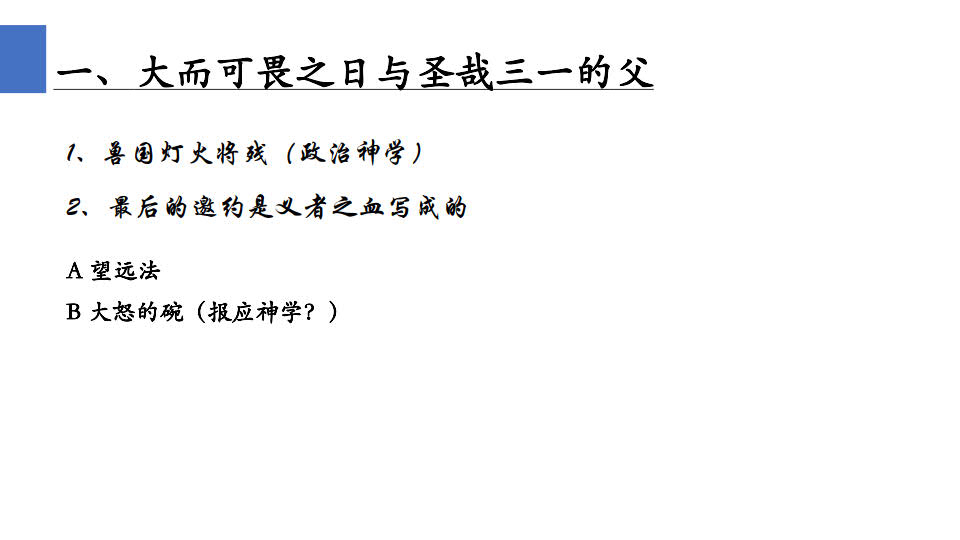 一、大而可畏之日与圣哉三一的父
1、兽国灯火将残（政治神学）
2、最后的邀约是义者之血写成的
A 望远法
B 大怒的碗（报应神学？）